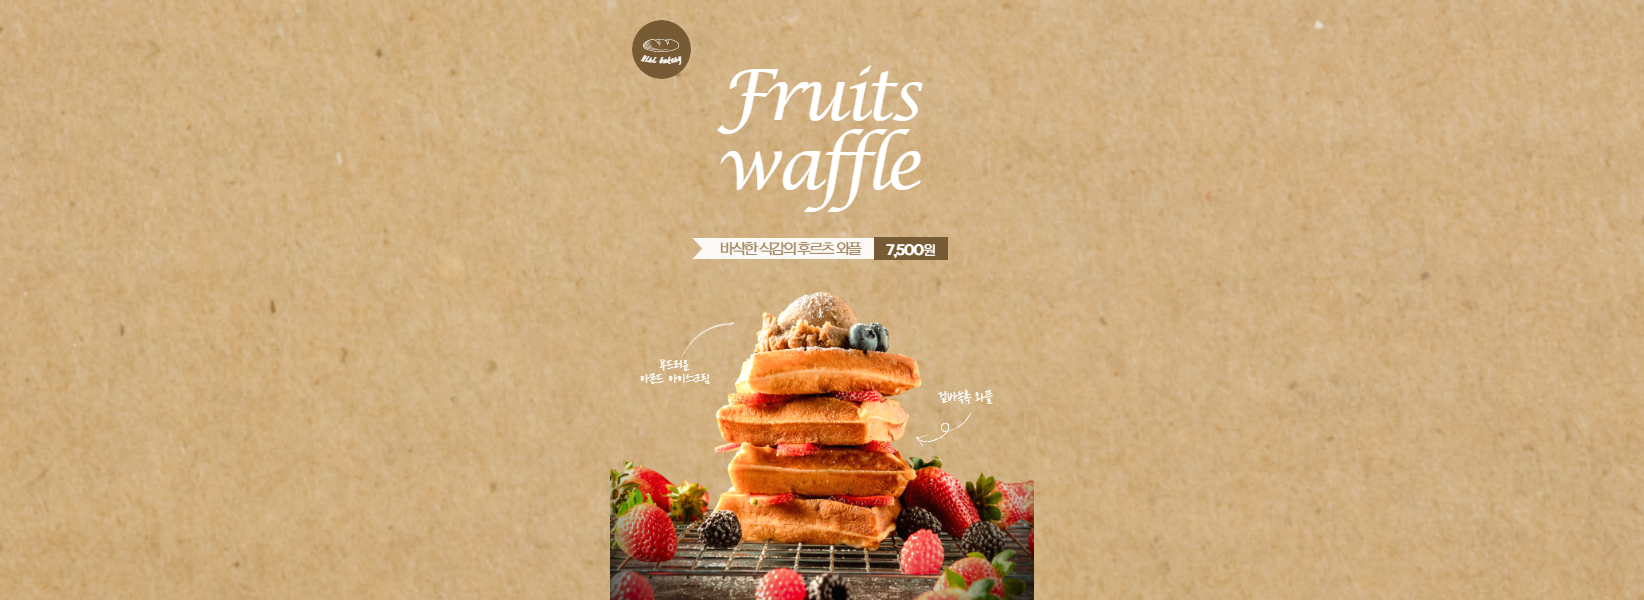 Fruits
waffle
바삭한 식감의 후르츠 와플
7,500원
부드러운
아몬드 아이스크림
겉바속촉 와플